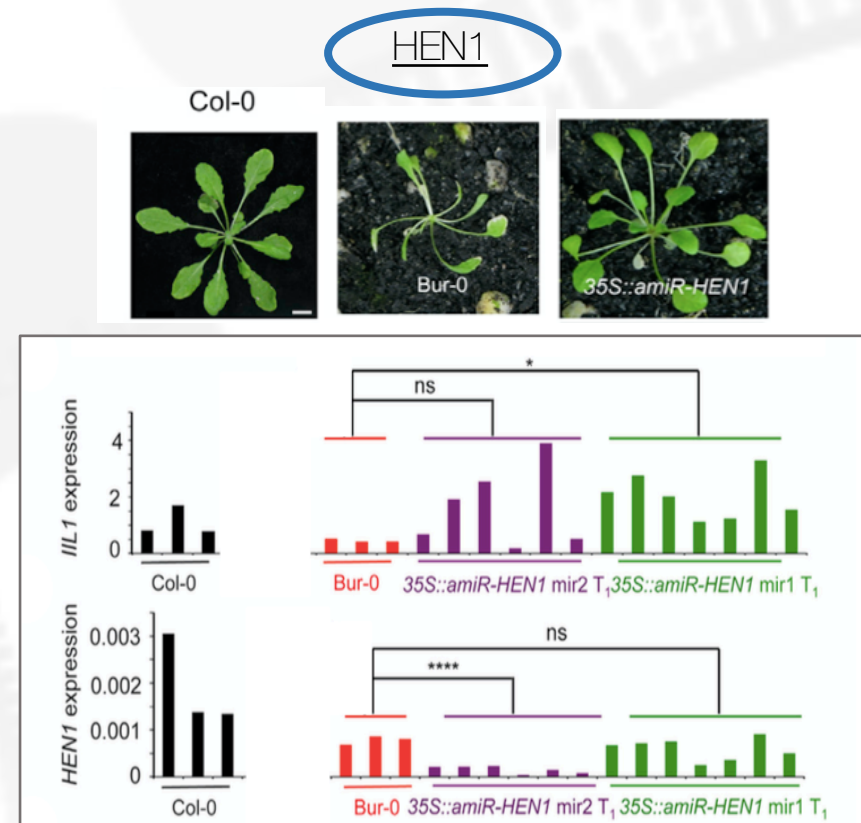 HEN1
Col-0
Bur-0
35S::amiR-HEN1
IIL1 expression
4
2
0
*
ns
Col-0
Bur-0
35S::amiR-HEN1 mir2 T₁
35S::amiR-HEN1 mir1 T₁
HEN1 expression
0.003
0.002
0.001
0
ns
****
Col-0
Bur-0
35S::amiR-HEN1 mir2 T₁
35S::amiR-HEN1 mir1 T₁